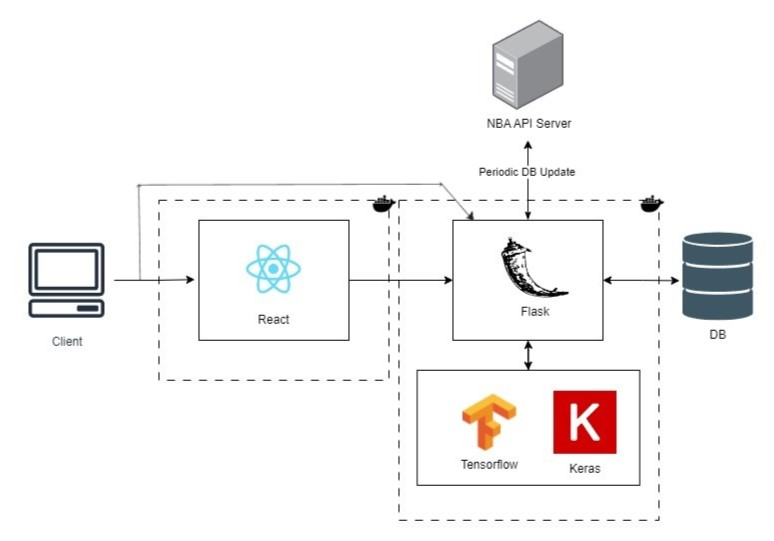 NBA API Server
Periodic DB Update
React
Flask
Client
DB
K
Tensorflow
Keras